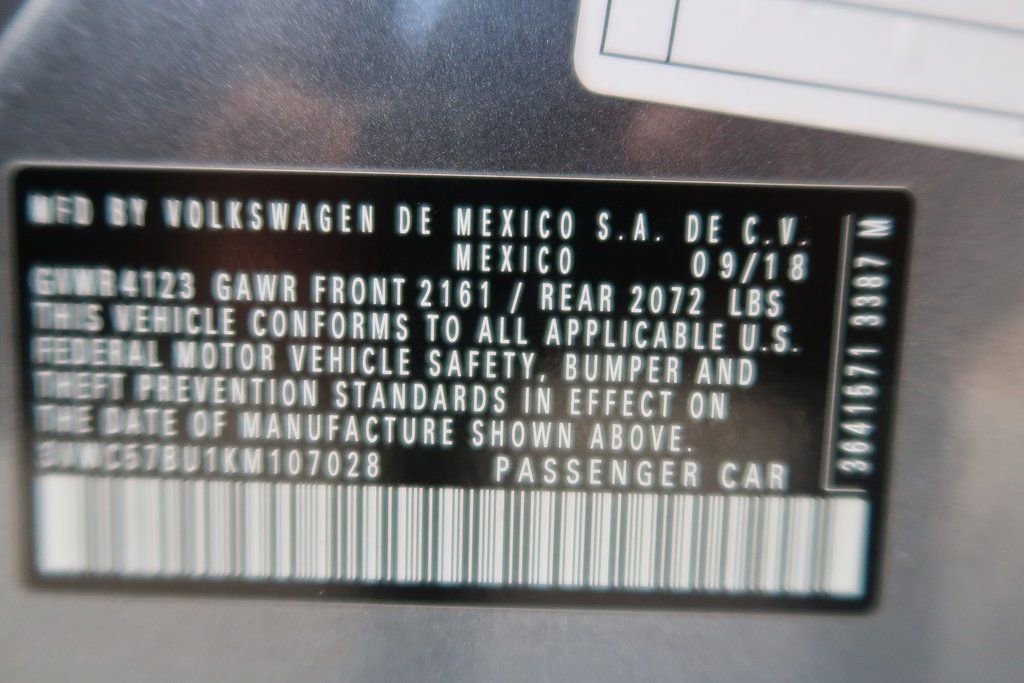 MFD BY VOLKSWAGEN DE MEXICO S.A. DE C.V.
MEXICO 09/18
GVWR4123 GAWR FRONT 2161 / REAR 2072 LBS
THIS VEHICLE CONFORMS TO ALL APPLICABLE U.S.
FEDERAL MOTOR VEHICLE SAFETY, BUMPER AND
THEFT PREVENTION STANDARDS IN EFFECT ON
THE DATE OF MANUFACTURE SHOWN ABOVE.
3VWC57BU1KM107028 PASSENGER CAR
3641671 3387 M